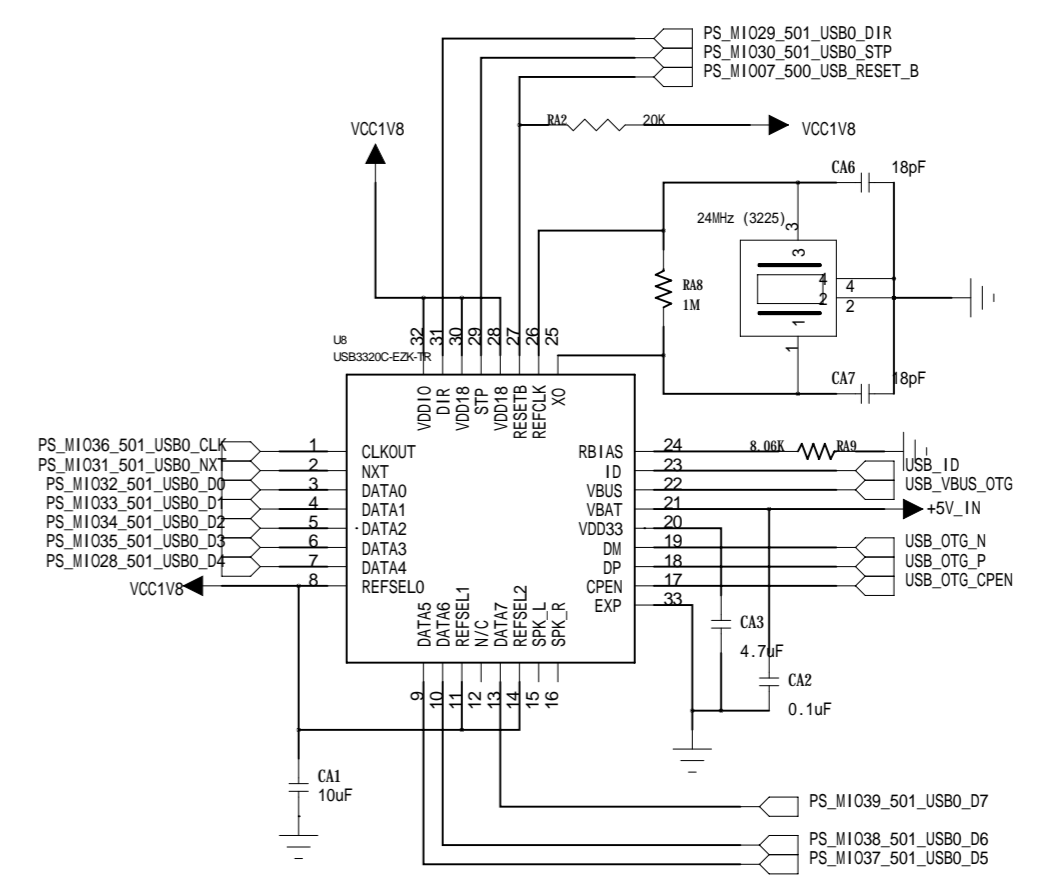 PS_MIO29_501_USB0_DIR
PS_MIO30_501_USB0_STP
PS_MIO07_500_USB_RESET_B
RA2 20K
VCC1V8
VCC1V8
CA6 18pF
24MHz (3225)
3
3
4
4
2
2
1
1
RA8
1M
CA7 18pF
U8
USB3320C-EZK-TR
32 31 30 29 28 27 26 25
VDDIO DIR VDD18 STP VDD18 RESETB REFCLK XO
PS_MIO36_501_USB0_CLK 1 CLKOUT
PS_MIO31_501_USB0_NXT 2 NXT
PS_MIO32_501_USB0_D0 3 DATA0
PS_MIO33_501_USB0_D1 4 DATA1
PS_MIO34_501_USB0_D2 5 DATA2
PS_MIO35_501_USB0_D3 6 DATA3
PS_MIO28_501_USB0_D4 7 DATA4
VCC1V8 8 REFSEL0
RBIAS 24 8.06K RA9
ID 23 USB_ID
VBUS 22 USB_VBUS_OTG
VBAT 21 +5V_IN
VDD33 20
DM 19 USB_OTG_N
DP 18 USB_OTG_P
CPEN 17 USB_OTG_CPEN
EXP 33
DATA5 DATA6 REFSEL1 N/C DATA7 REFSEL2 SPK_L SPK_R
9 10 11 12 13 14 15 16
CA3
4.7uF
CA2
0.1uF
CA1
10uF
PS_MIO39_501_USB0_D7
PS_MIO38_501_USB0_D6
PS_MIO37_501_USB0_D5